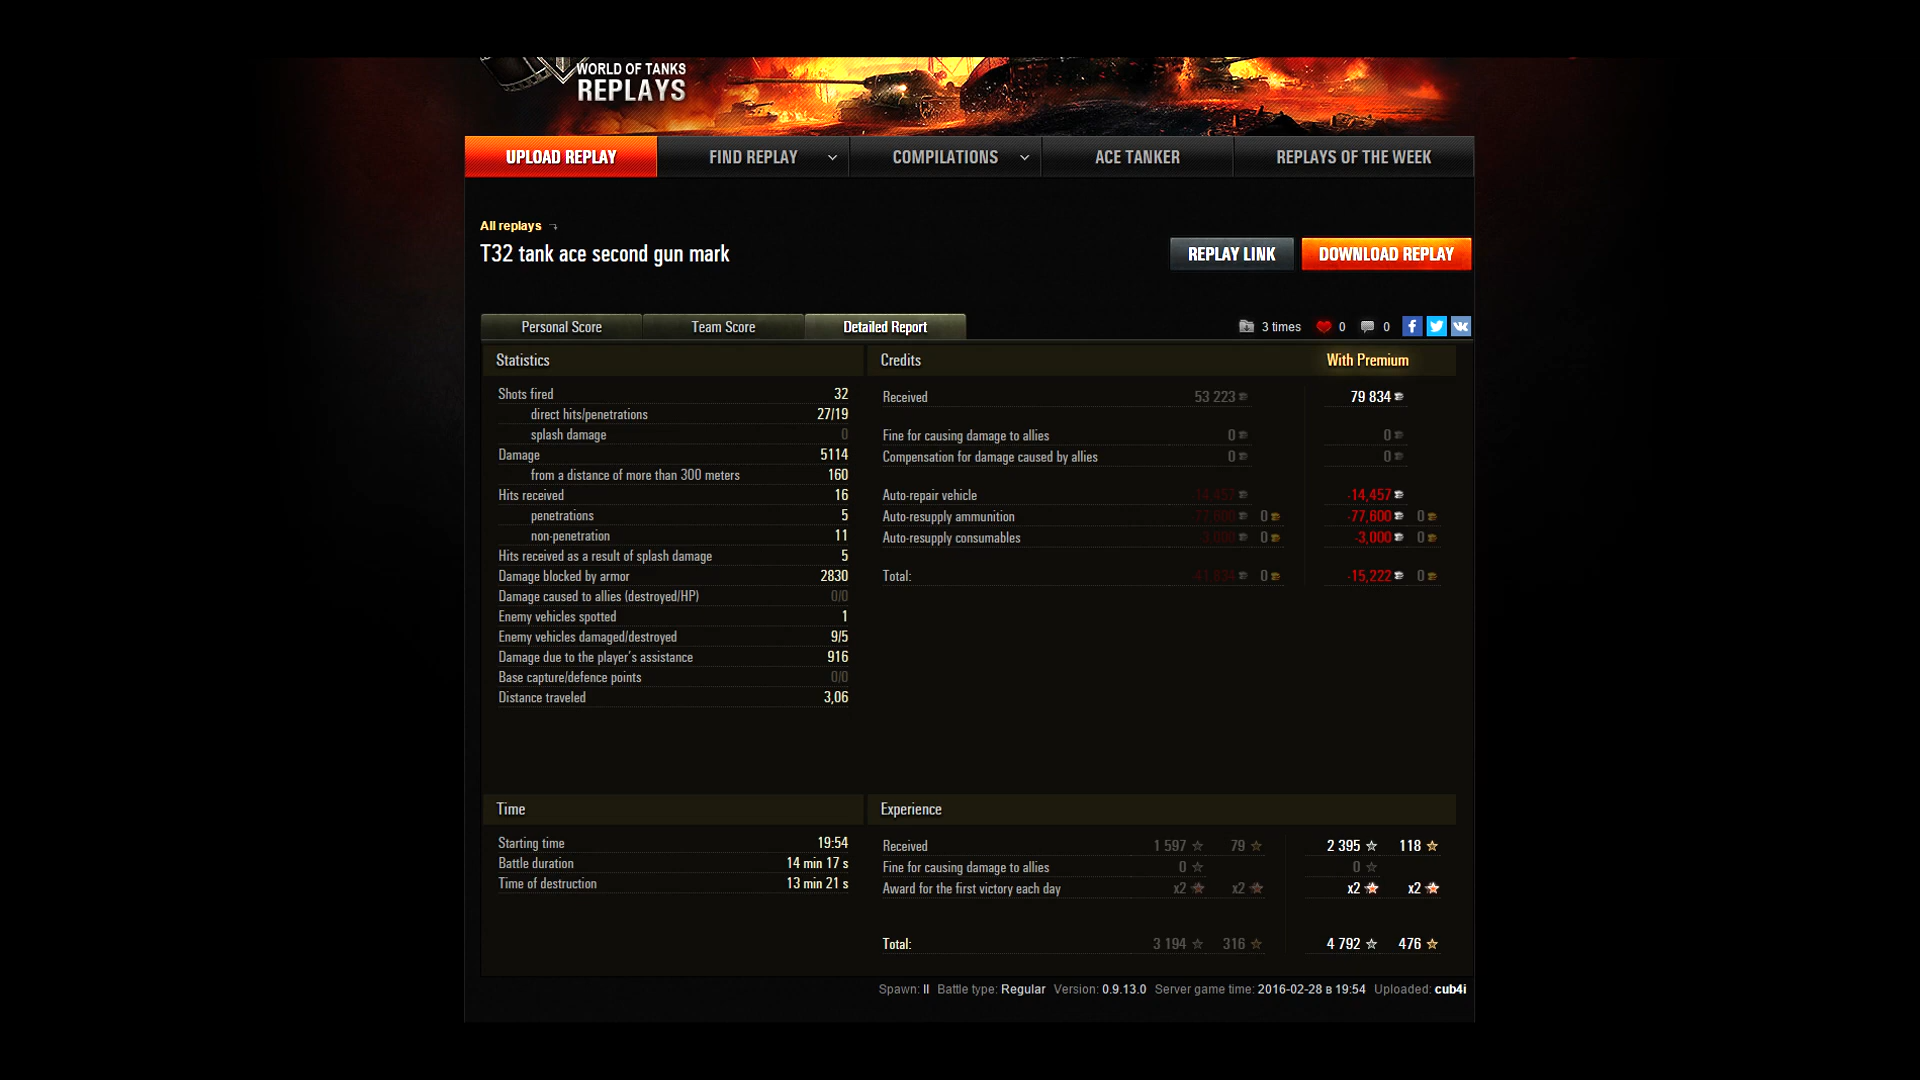 WORLD OF TANKS
REPLAYS
UPLOAD REPLAY FIND REPLAY COMPILATIONS ACE TANKER REPLAYS OF THE WEEK
All replays
T32 tank ace second gun mark
REPLAY LINK DOWNLOAD REPLAY
Personal Score Team Score Detailed Report 3 times 0 0
Statistics
Shots fired 32
direct hits/penetrations 27/19
splash damage 0
Damage 5114
from a distance of more than 300 meters 160
Hits received 16
penetrations 5
non-penetration 11
Hits received as a result of splash damage 5
Damage blocked by armor 2830
Damage caused to allies (destroyed/HP) 0/0
Enemy vehicles spotted 1
Enemy vehicles damaged/destroyed 9/5
Damage due to the player's assistance 916
Base capture/defence points 0/0
Distance traveled 3,06
Credits With Premium
Received 53 223 79 834
Fine for causing damage to allies 0 0
Compensation for damage caused by allies 0 0
Auto-repair vehicle -14,457 -14,457
Auto-resupply ammunition -77,600 0 -77,600 0
Auto-resupply consumables -3,000 0 -3,000 0
Total: -41,834 0 -15,222 0
Time
Starting time 19:54
Battle duration 14 min 17 s
Time of destruction 13 min 21 s
Experience
Received 1 597 79 2 395 118
Fine for causing damage to allies 0 0
Award for the first victory each day x2 x2 x2 x2
Total: 3 194 316 4 792 476
Spawn: II Battle type: Regular Version: 0.9.13.0 Server game time: 2016-02-28 в 19:54 Uploaded: cub4i